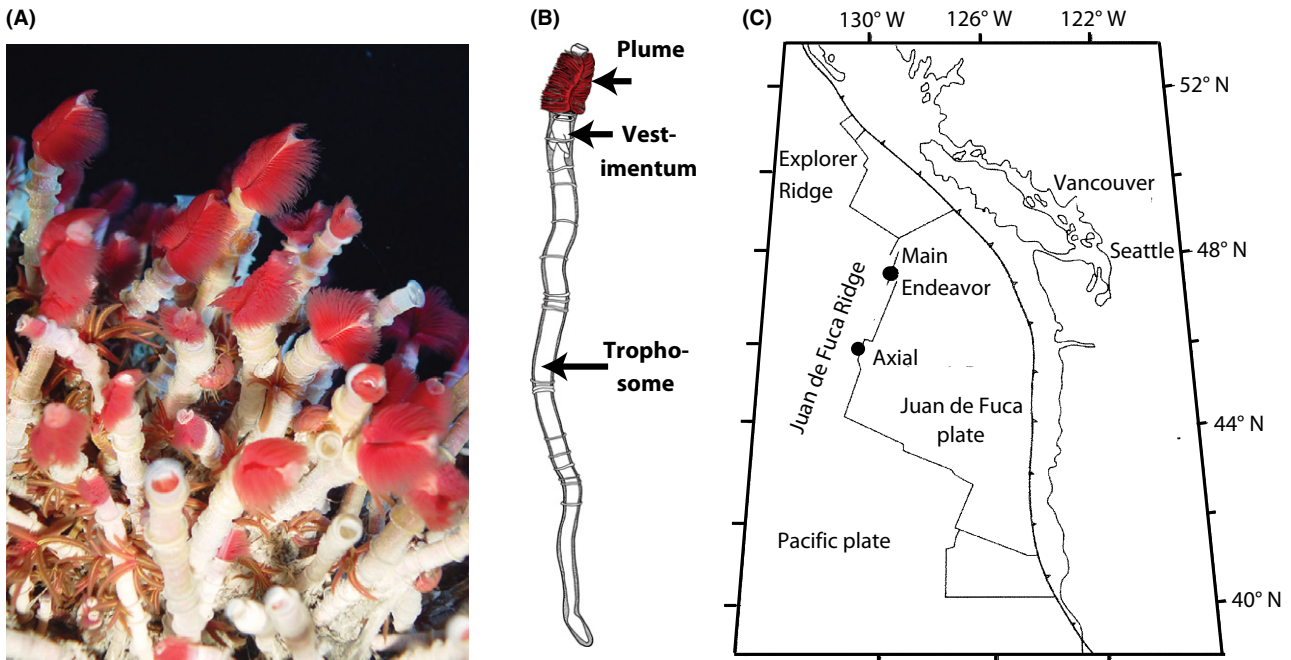 (A)
(B)
Plume
Vest-
imentum
Tropho-
some
(C)
130° W
126° W
122° W
52° N
Explorer
Ridge
Vancouver
Seattle
48° N
Main
Endeavor
Juan de Fuca Ridge
Axial
Juan de Fuca
plate
44° N
Pacific plate
40° N